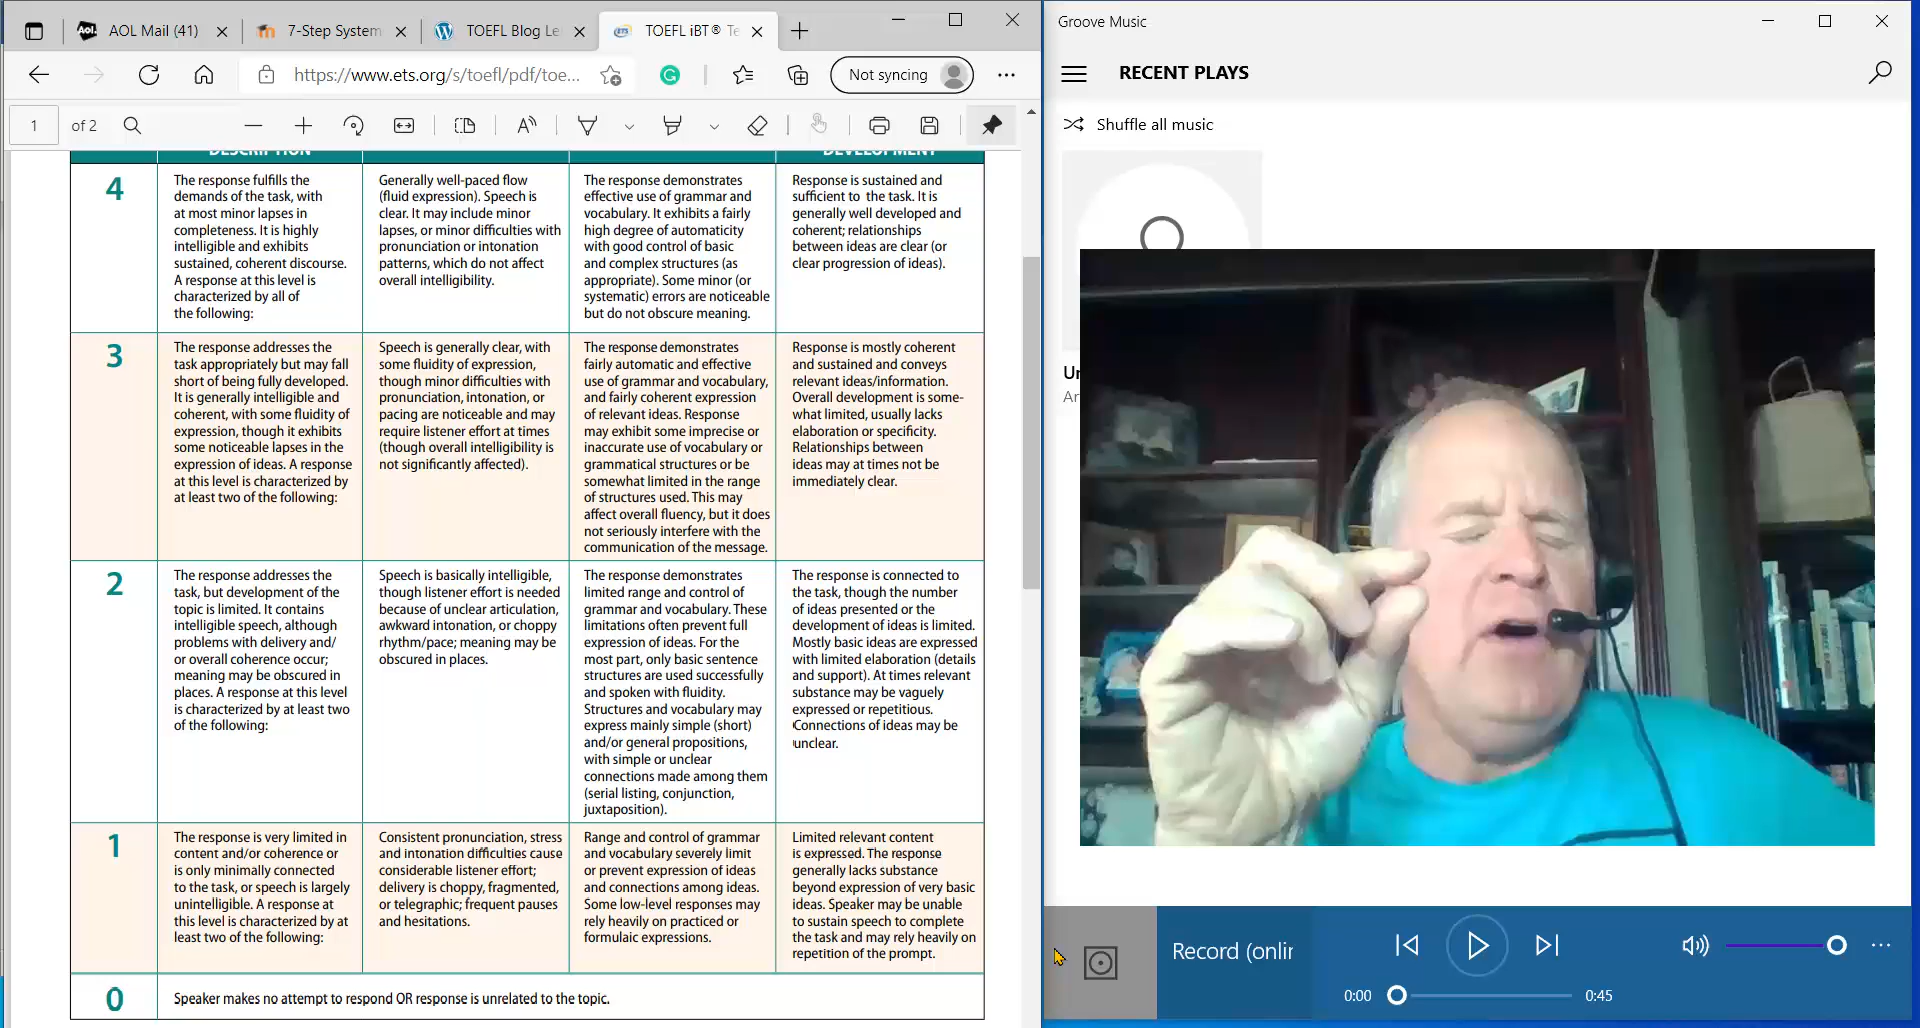 AOL Mail (41)
7-Step System
TOEFL Blog Le
TOEFL iBT® Te
https://www.ets.org/s/toefl/pdf/toe...
Not syncing
1 of 2
DESCRIPTION
DEVELOPMENT
4
The response fulfills the
demands of the task, with
at most minor lapses in
completeness. It is highly
intelligible and exhibits
sustained, coherent discourse.
A response at this level is
characterized by all of
the following:
Generally well-paced flow
(fluid expression). Speech is
clear. It may include minor
lapses, or minor difficulties with
pronunciation or intonation
patterns, which do not affect
overall intelligibility.
The response demonstrates
effective use of grammar and
vocabulary. It exhibits a fairly
high degree of automaticity
with good control of basic
and complex structures (as
appropriate). Some minor (or
systematic) errors are noticeable
but do not obscure meaning.
Response is sustained and
sufficient to the task. It is
generally well developed and
coherent; relationships
between ideas are clear (or
clear progression of ideas).
3
The response addresses the
task appropriately but may fall
short of being fully developed.
It is generally intelligible and
coherent, with some fluidity of
expression, though it exhibits
some noticeable lapses in the
expression of ideas. A response
at this level is characterized by
at least two of the following:
Speech is generally clear, with
some fluidity of expression,
though minor difficulties with
pronunciation, intonation, or
pacing are noticeable and may
require listener effort at times
(though overall intelligibility is
not significantly affected).
The response demonstrates
fairly automatic and effective
use of grammar and vocabulary,
and fairly coherent expression
of relevant ideas. Response
may exhibit some imprecise or
inaccurate use of vocabulary or
grammatical structures or be
somewhat limited in the range
of structures used. This may
affect overall fluency, but it does
not seriously interfere with the
communication of the message.
Response is mostly coherent
and sustained and conveys
relevant ideas/information.
Overall development is some-
what limited, usually lacks
elaboration or specificity.
Relationships between
ideas may at times not be
immediately clear.
2
The response addresses the
task, but development of the
topic is limited. It contains
intelligible speech, although
problems with delivery and/
or overall coherence occur;
meaning may be obscured in
places. A response at this level
is characterized by at least two
of the following:
Speech is basically intelligible,
though listener effort is needed
because of unclear articulation,
awkward intonation, or choppy
rhythm/pace; meaning may be
obscured in places.
The response demonstrates
limited range and control of
grammar and vocabulary. These
limitations often prevent full
expression of ideas. For the
most part, only basic sentence
structures are used successfully
and spoken with fluidity.
Structures and vocabulary may
express mainly simple (short)
and/or general propositions,
with simple or unclear
connections made among them
(serial listing, conjunction,
juxtaposition).
The response is connected to
the task, though the number
of ideas presented or the
development of ideas is limited.
Mostly basic ideas are expressed
with limited elaboration (details
and support). At times relevant
substance may be vaguely
expressed or repetitious.
Connections of ideas may be
unclear.
1
The response is very limited in
content and/or coherence or
is only minimally connected
to the task, or speech is largely
unintelligible. A response at
this level is characterized by at
least two of the following:
Consistent pronunciation, stress
and intonation difficulties cause
considerable listener effort;
delivery is choppy, fragmented,
or telegraphic; frequent pauses
and hesitations.
Range and control of grammar
and vocabulary severely limit
or prevent expression of ideas
and connections among ideas.
Some low-level responses may
rely heavily on practiced or
formulaic expressions.
Limited relevant content
is expressed. The response
generally lacks substance
beyond expression of very basic
ideas. Speaker may be unable
to sustain speech to complete
the task and may rely heavily on
repetition of the prompt.
0
Speaker makes no attempt to respond OR response is unrelated to the topic.
Groove Music
RECENT PLAYS
Shuffle all music
Ar
Record (onlin
0:00
0:45